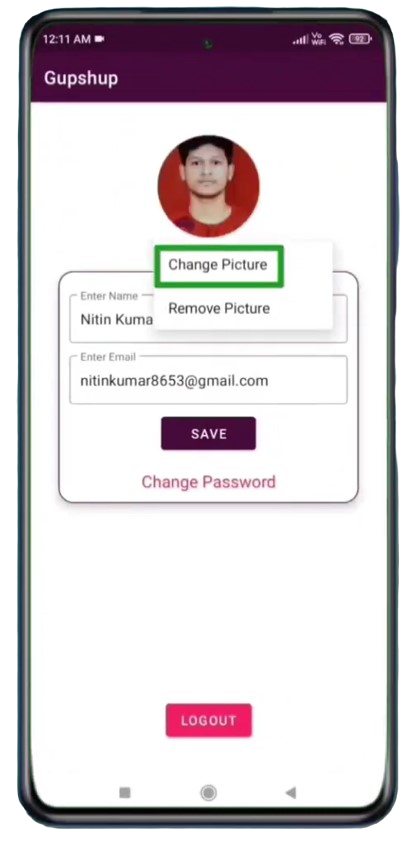 12:11 AM
Vo
WiFi
92
Gupshup
Change Picture
Remove Picture
Enter Name
Nitin Kuma
Enter Email
nitinkumar8653@gmail.com
SAVE
Change Password
LOGOUT